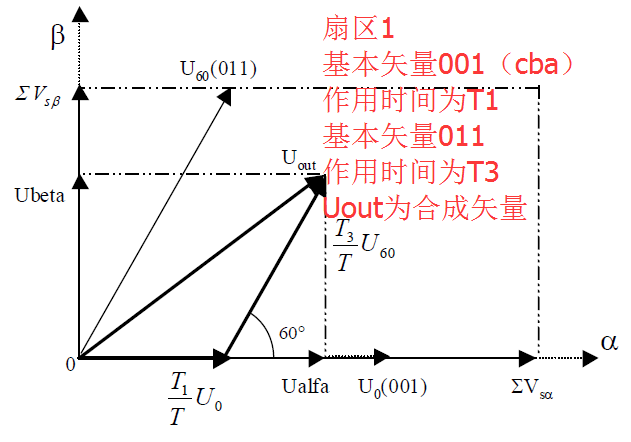 β
扇区1
基本矢量001（cba）
作用时间为T1
基本矢量011
作用时间为T3
Uout为合成矢量
U60(011)
ΣVsβ
Uout
Ubeta
T3/T U60
60°
α
0
T1/T U0
Ualfa
U0(001)
ΣVsα